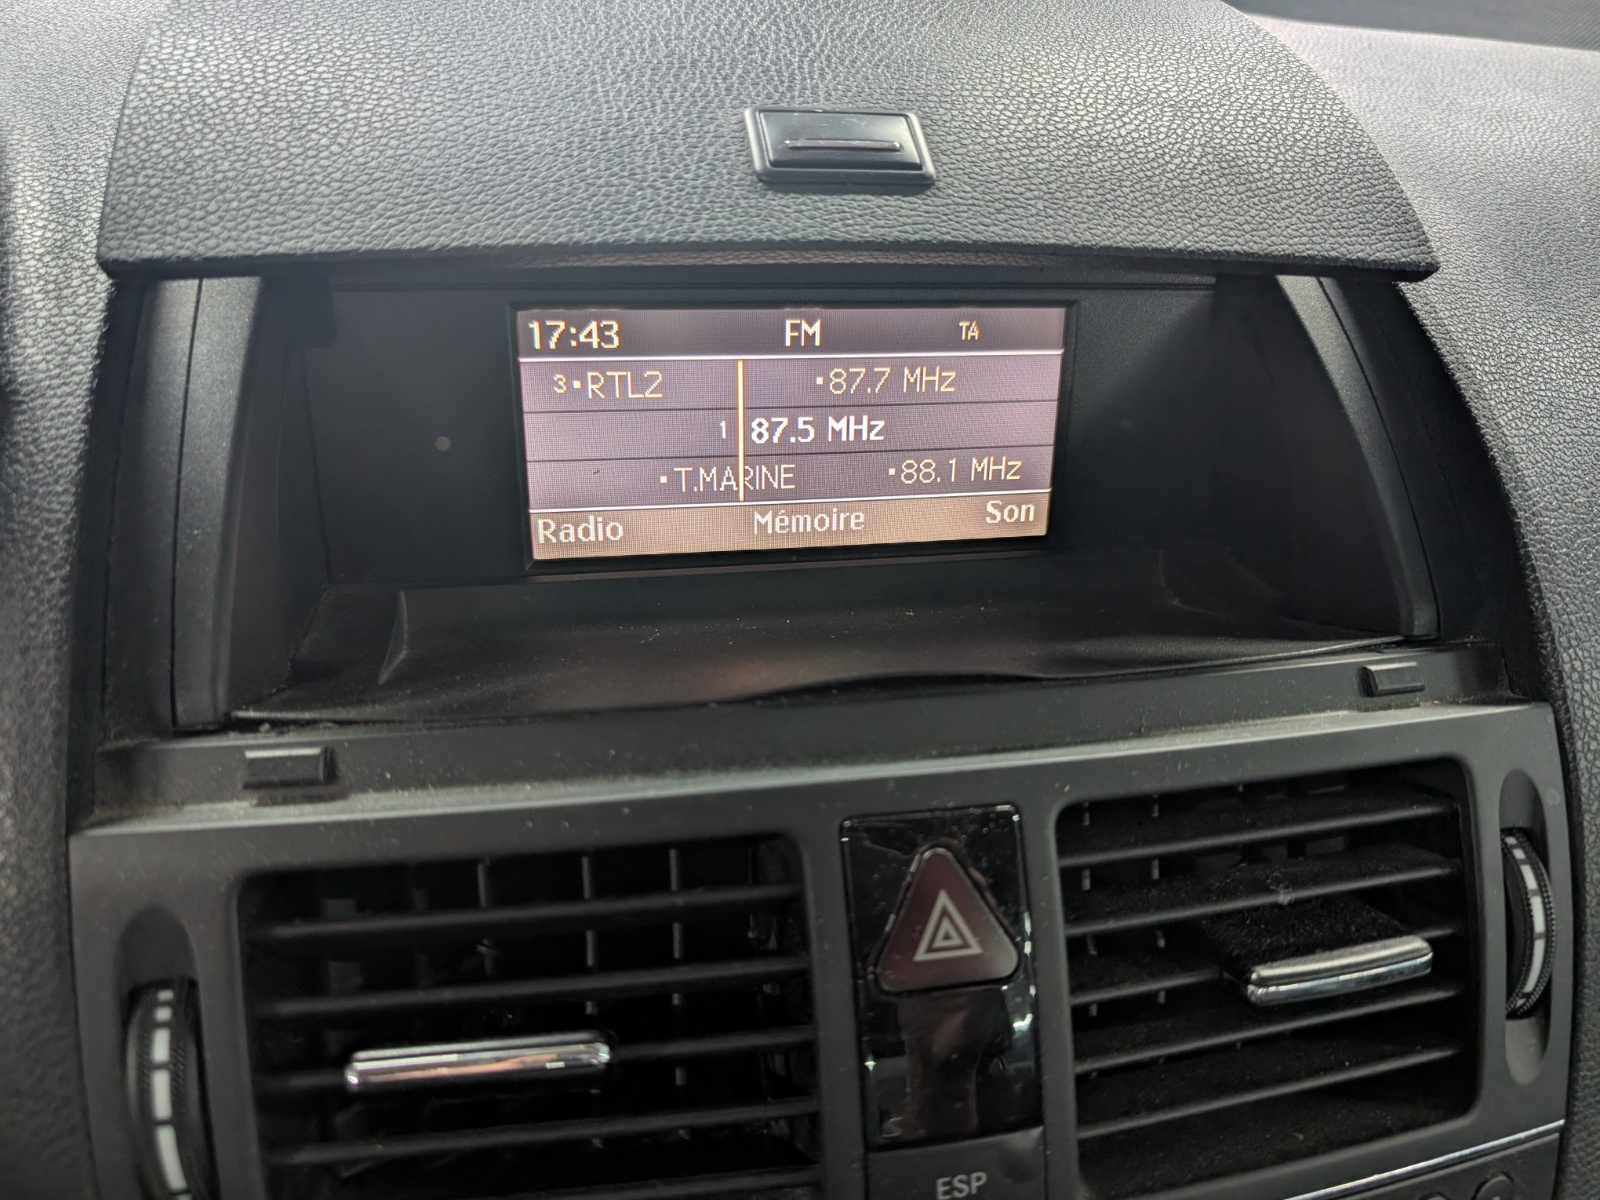 17:43 FM TA
3 ▪RTL2 ▪87.7 MHz
1 87.5 MHz
▪T.MARINE ▪88.1 MHz
Radio Mémoire Son
ESP